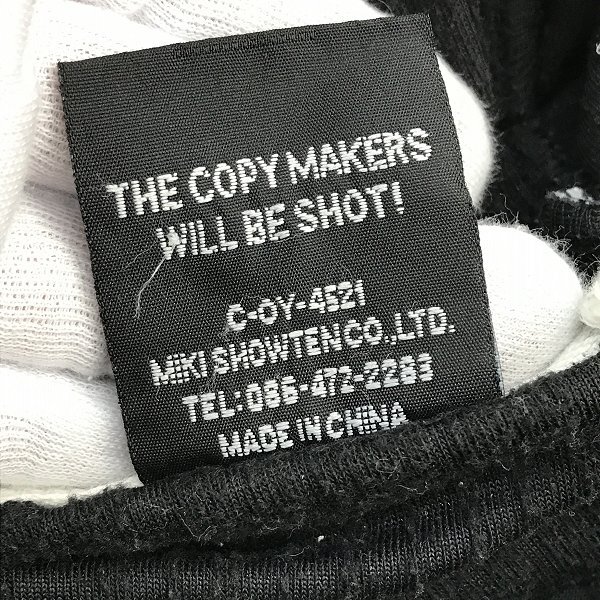 THE COPY MAKERS
WILL BE SHOT!
C-OY-4521
MIKI SHOWTEN CO., LTD.
TEL:086-472-2283
MADE IN CHINA